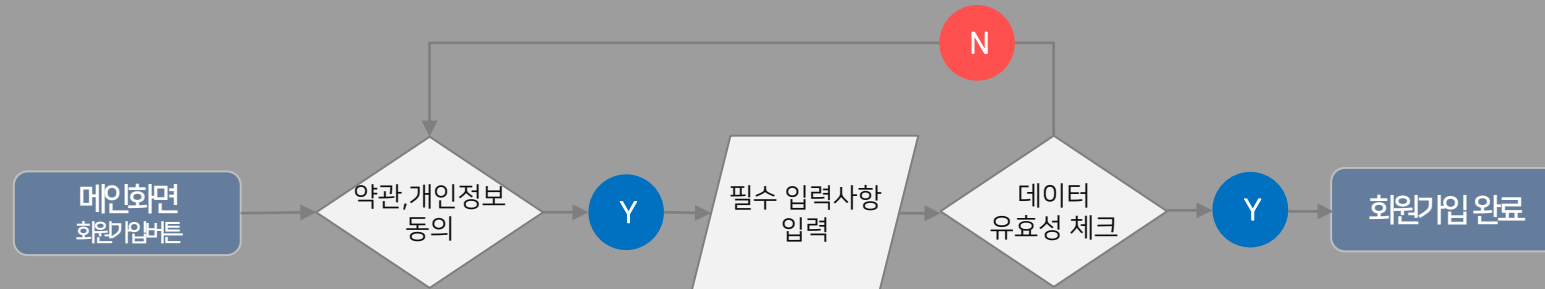 N
메인화면
회원가입버튼
약관,개인정보
동의
Y
필수 입력사항
입력
데이터
유효성 체크
Y
회원가입 완료